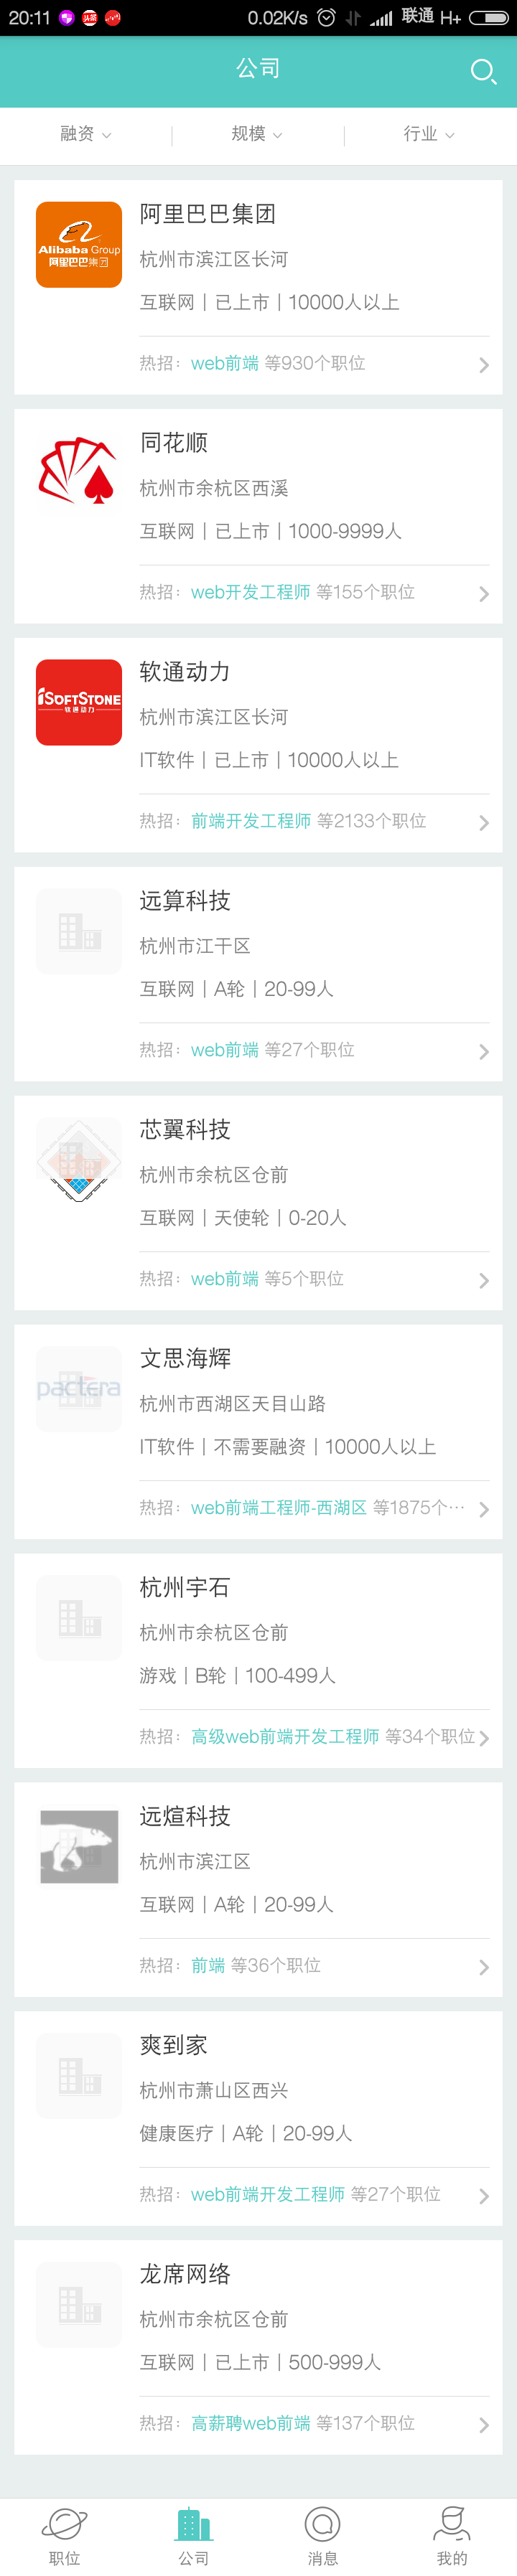 20:11 头条 0.02K/s 联通 H+
公司
融资 规模 行业
Alibaba Group
阿里巴巴集团
阿里巴巴集团
杭州市滨江区长河
互联网 | 已上市 | 10000人以上
热招：web前端 等930个职位
同花顺
杭州市余杭区西溪
互联网 | 已上市 | 1000-9999人
热招：web开发工程师 等155个职位
iSOFTSTONE
软通动力
软通动力
杭州市滨江区长河
IT软件 | 已上市 | 10000人以上
热招：前端开发工程师 等2133个职位
远算科技
杭州市江干区
互联网 | A轮 | 20-99人
热招：web前端 等27个职位
芯翼科技
杭州市余杭区仓前
互联网 | 天使轮 | 0-20人
热招：web前端 等5个职位
pactera
文思海辉
杭州市西湖区天目山路
IT软件 | 不需要融资 | 10000人以上
热招：web前端工程师-西湖区 等1875个…
杭州宇石
杭州市余杭区仓前
游戏 | B轮 | 100-499人
热招：高级web前端开发工程师 等34个职位
远煊科技
杭州市滨江区
互联网 | A轮 | 20-99人
热招：前端 等36个职位
爽到家
杭州市萧山区西兴
健康医疗 | A轮 | 20-99人
热招：web前端开发工程师 等27个职位
龙席网络
杭州市余杭区仓前
互联网 | 已上市 | 500-999人
热招：高薪聘web前端 等137个职位
职位 公司 消息 我的